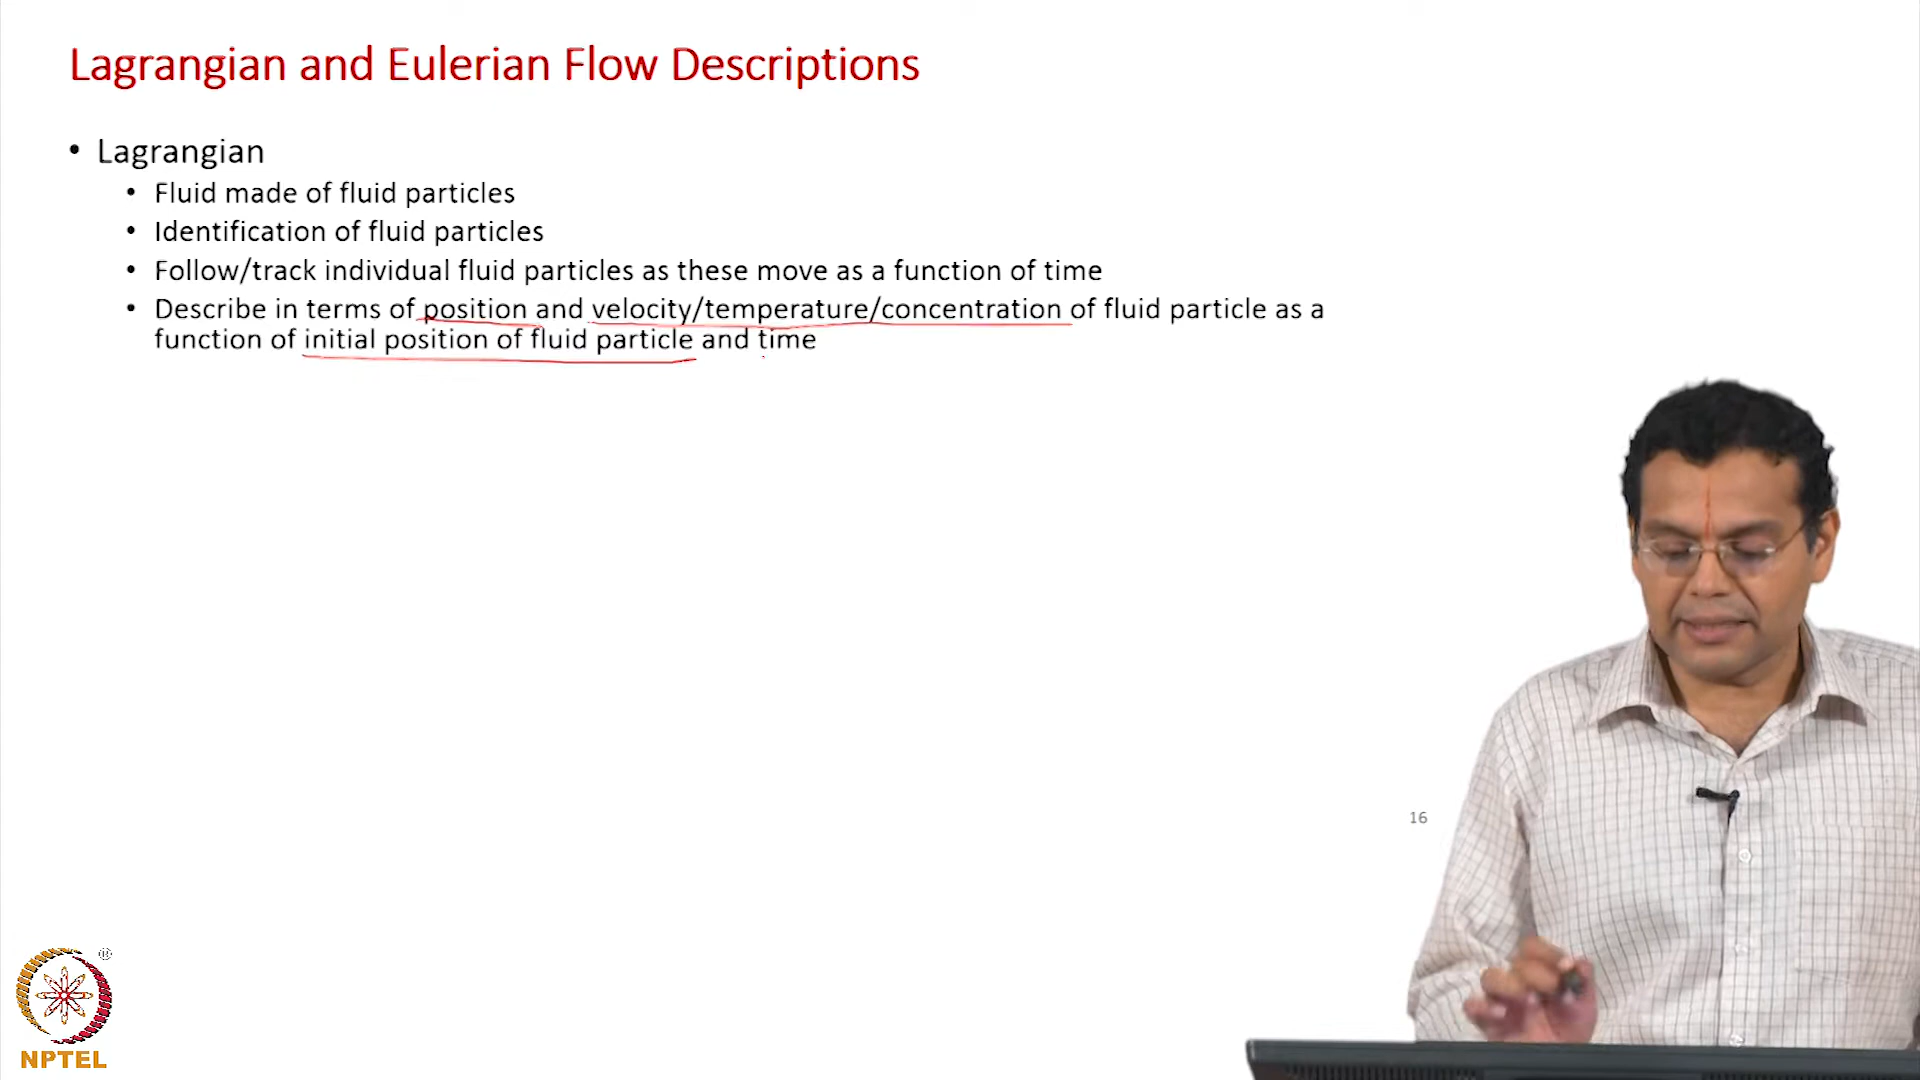 Lagrangian and Eulerian Flow Descriptions
• Lagrangian
• Fluid made of fluid particles
• Identification of fluid particles
• Follow/track individual fluid particles as these move as a function of time
• Describe in terms of position and velocity/temperature/concentration of fluid particle as a
function of initial position of fluid particle and time
16
®
NPTEL